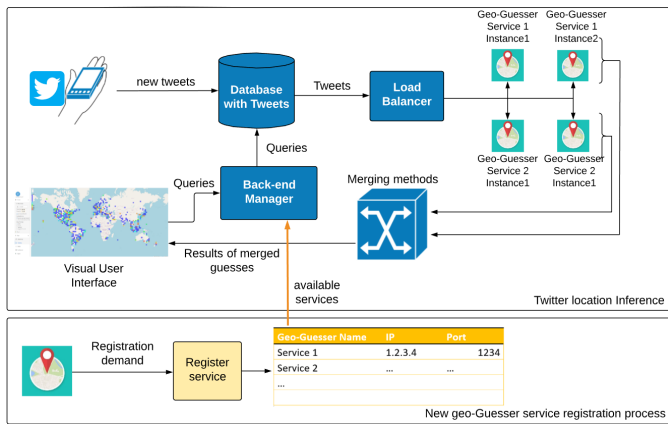 Geo-Guesser
Service 1
Instance1
Geo-Guesser
Service 1
Instance2
new tweets
Database
with Tweets
Tweets
Load
Balancer
Queries
Geo-Guesser
Service 2
Instance1
Geo-Guesser
Service 2
Instance1
Queries
Back-end
Manager
Merging methods
Visual User
Interface
Results of merged
guesses
available
services
Twitter location Inference
Registration
demand
Register
service
Geo-Guesser Name IP Port
Service 1 1.2.3.4 1234
Service 2 ... ...
...
New geo-Guesser service registration process